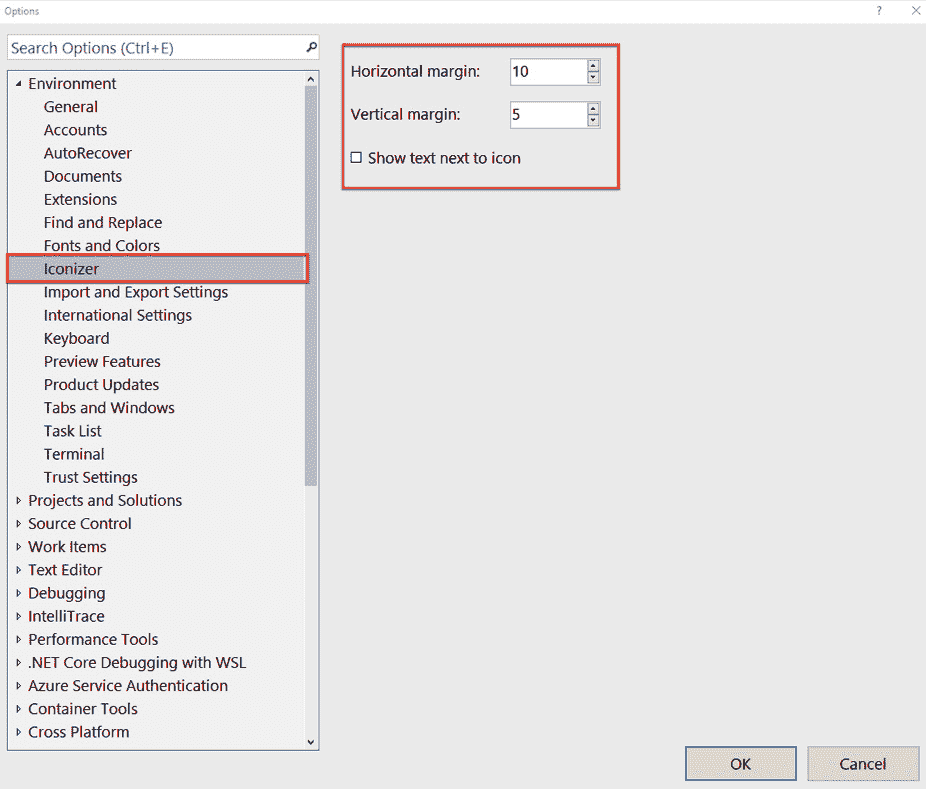 Options
?
Search Options (Ctrl+E)
Environment
General
Accounts
AutoRecover
Documents
Extensions
Find and Replace
Fonts and Colors
Iconizer
Import and Export Settings
International Settings
Keyboard
Preview Features
Product Updates
Tabs and Windows
Task List
Terminal
Trust Settings
Projects and Solutions
Source Control
Work Items
Text Editor
Debugging
IntelliTrace
Performance Tools
.NET Core Debugging with WSL
Azure Service Authentication
Container Tools
Cross Platform
Horizontal margin: 10
Vertical margin: 5
Show text next to icon
OK Cancel